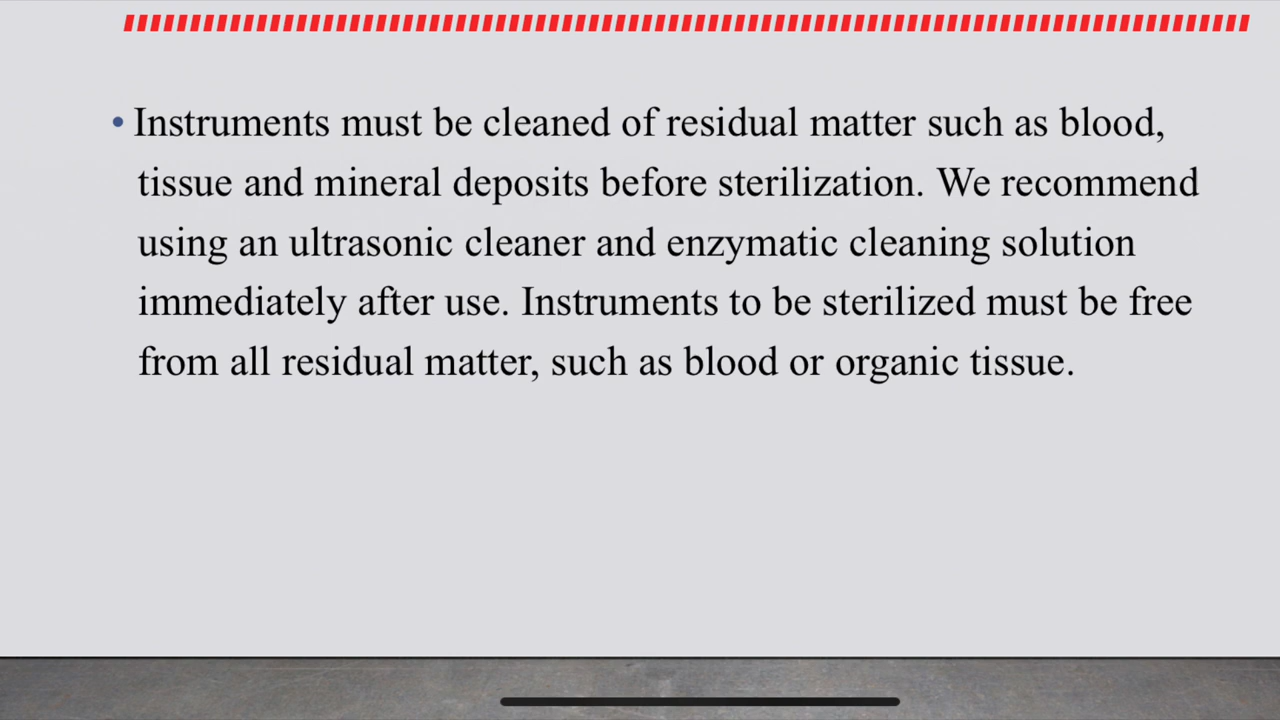 • Instruments must be cleaned of residual matter such as blood,
tissue and mineral deposits before sterilization. We recommend
using an ultrasonic cleaner and enzymatic cleaning solution
immediately after use. Instruments to be sterilized must be free
from all residual matter, such as blood or organic tissue.